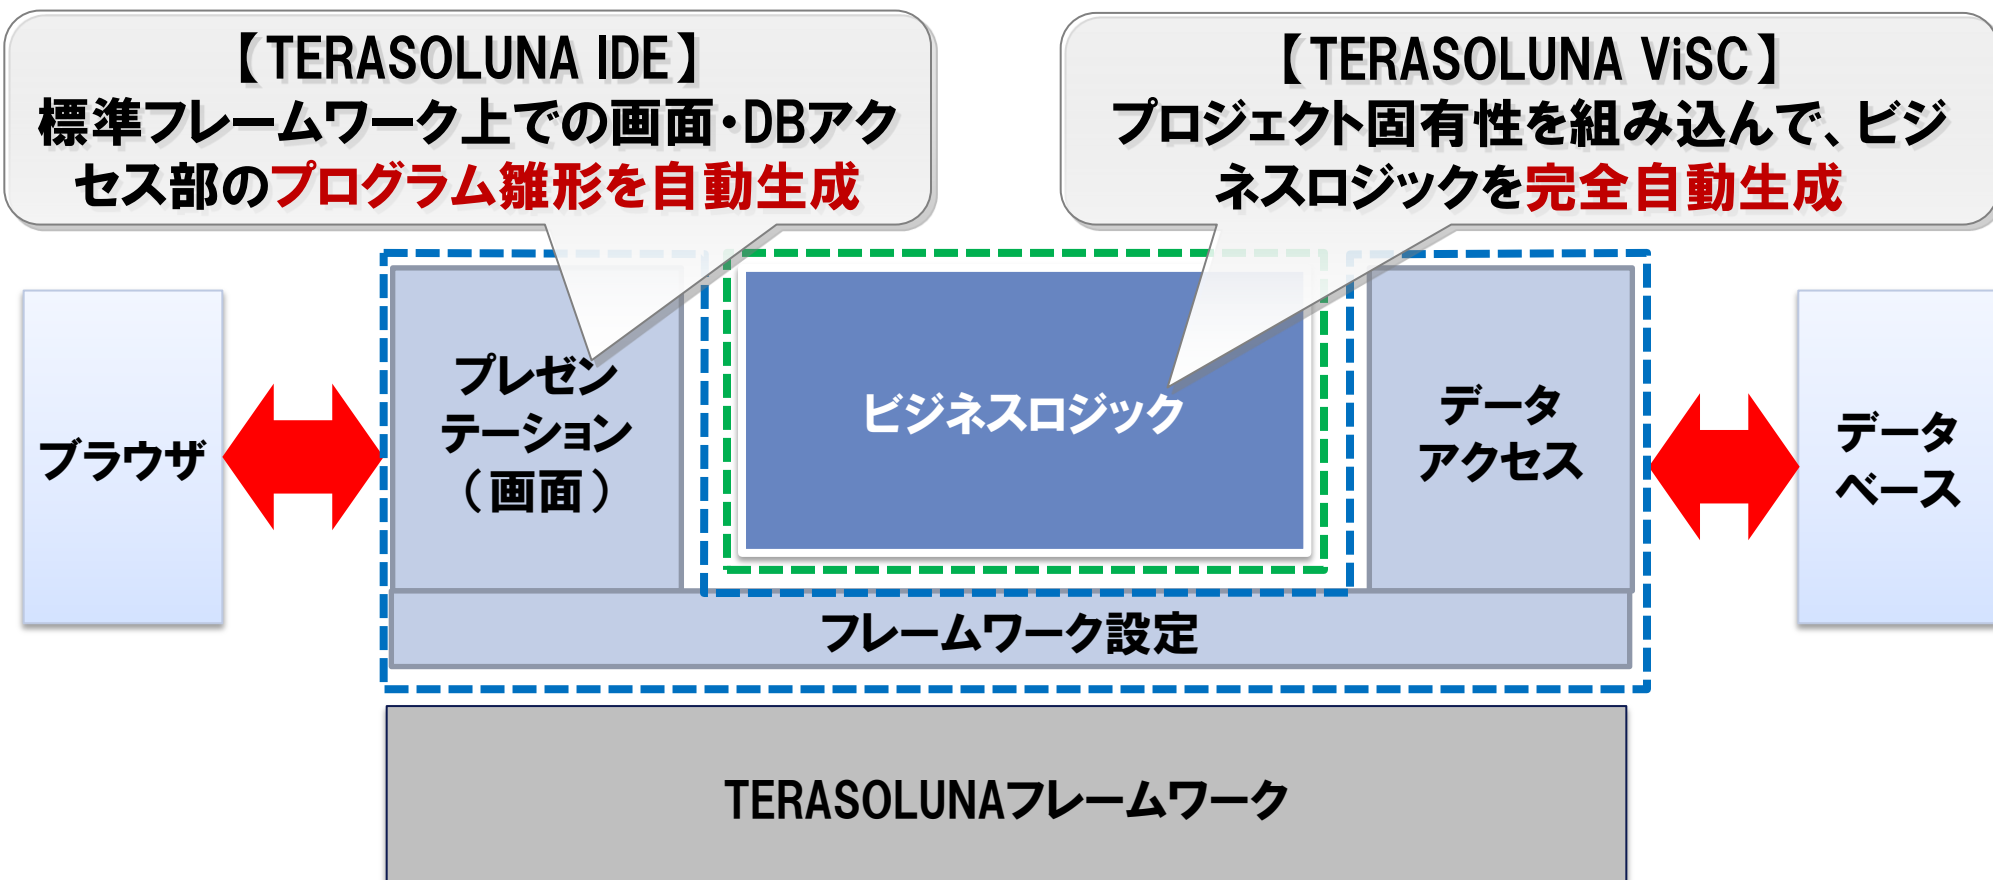 【TERASOLUNA IDE】
標準フレームワーク上での画面・DBアク
セス部のプログラム雛形を自動生成
【TERASOLUNA ViSC】
プロジェクト固有性を組み込んで、ビジ
ネスロジックを完全自動生成
ブラウザ
プレゼン
テーション
（画面）
ビジネスロジック
データ
アクセス
データ
ベース
フレームワーク設定
TERASOLUNAフレームワーク